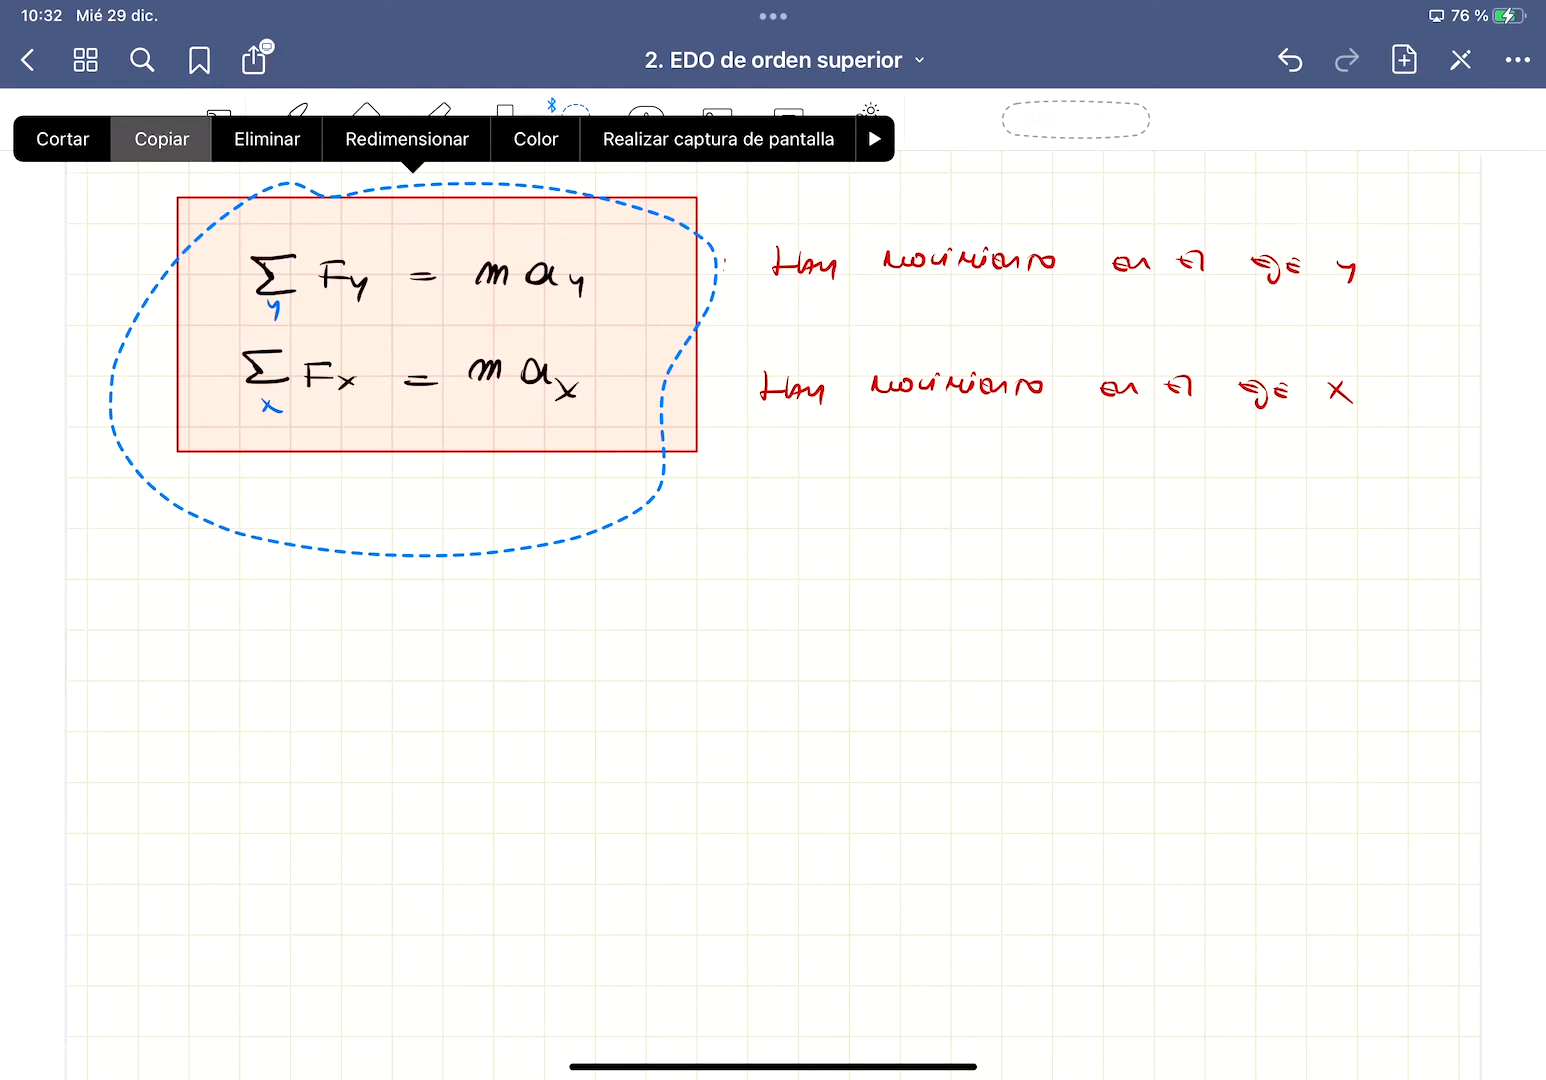 10:32 Mié 29 dic.
76 %
2. EDO de orden superior
Cortar Copiar Eliminar Redimensionar Color Realizar captura de pantalla
∑ Fy = m ay
y
Hay movimiento en el eje y
∑ Fx = m ax
x
Hay movimiento en el eje x